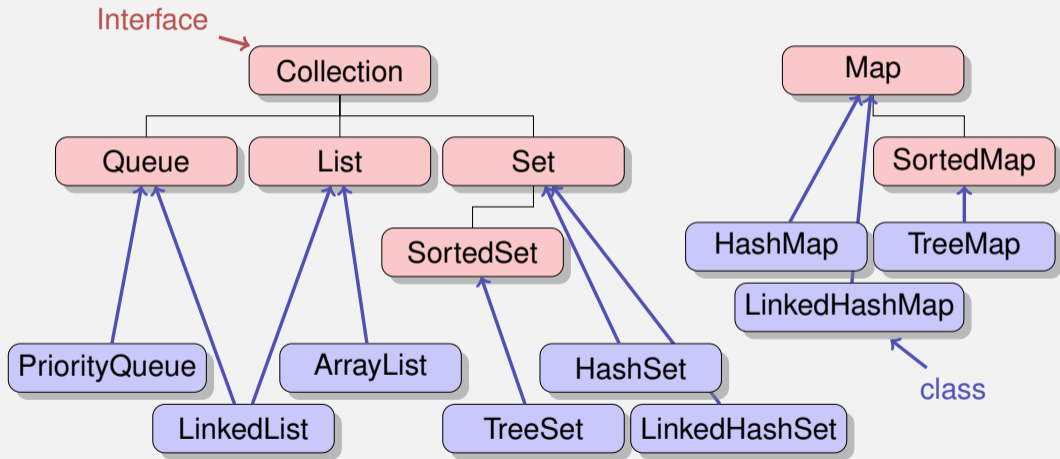 Interface
Collection
Map
Queue
List
Set
SortedMap
SortedSet
HashMap
TreeMap
LinkedHashMap
PriorityQueue
ArrayList
HashSet
class
LinkedList
TreeSet
LinkedHashSet